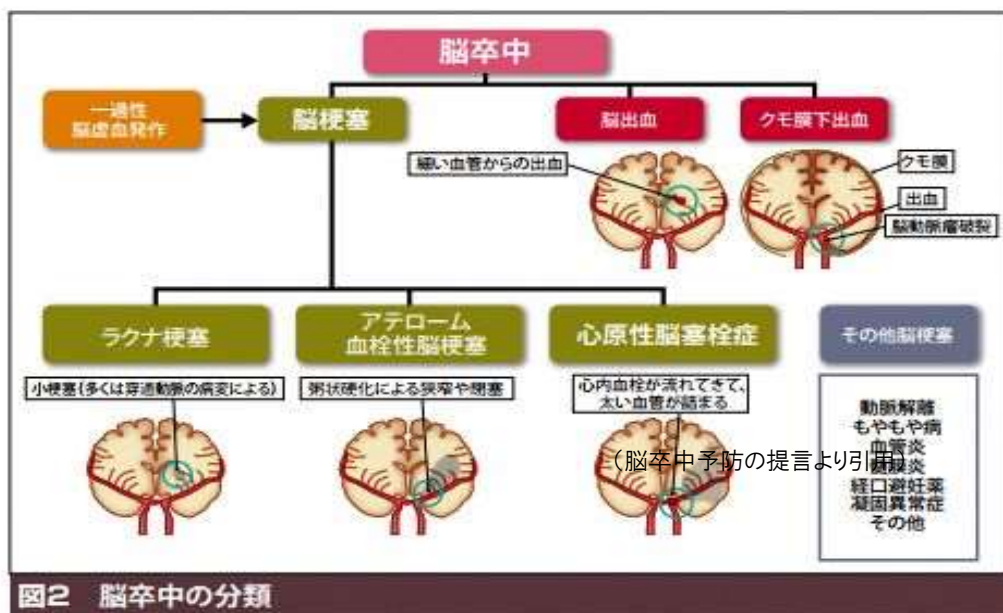 脳卒中
一過性
脳虚血発作
脳梗塞
脳出血
クモ膜下出血
細い血管からの出血
クモ膜
出血
脳動脈瘤破裂
ラクナ梗塞
アテローム
血栓性脳梗塞
心原性脳塞栓症
その他脳梗塞
小梗塞(多くは穿通動脈の病変による)
粥状硬化による狭窄や閉塞
心内血栓が流れてきて、
太い血管が詰まる
動脈解離
もやもや病
血管炎
(脳卒中予防の提言より引用)
経口避妊薬
凝固異常症
その他
図2 脳卒中の分類